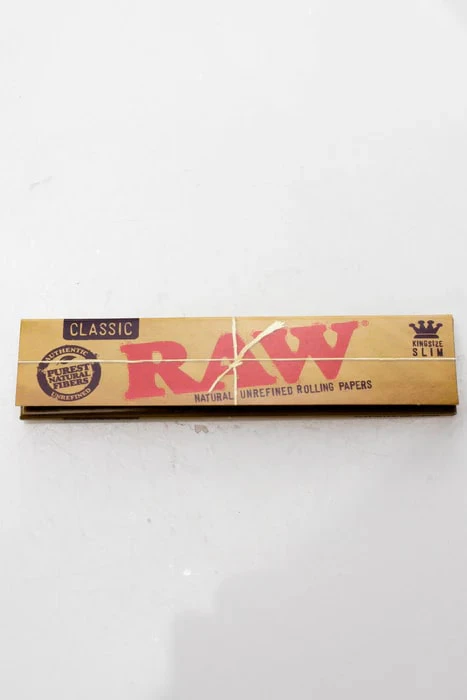 CLASSIC
AUTHENTIC
PUREST
NATURAL
FIBERS
UNREFINED
RAW®
NATURAL UNREFINED ROLLING PAPERS
KINGSIZE
SLIM